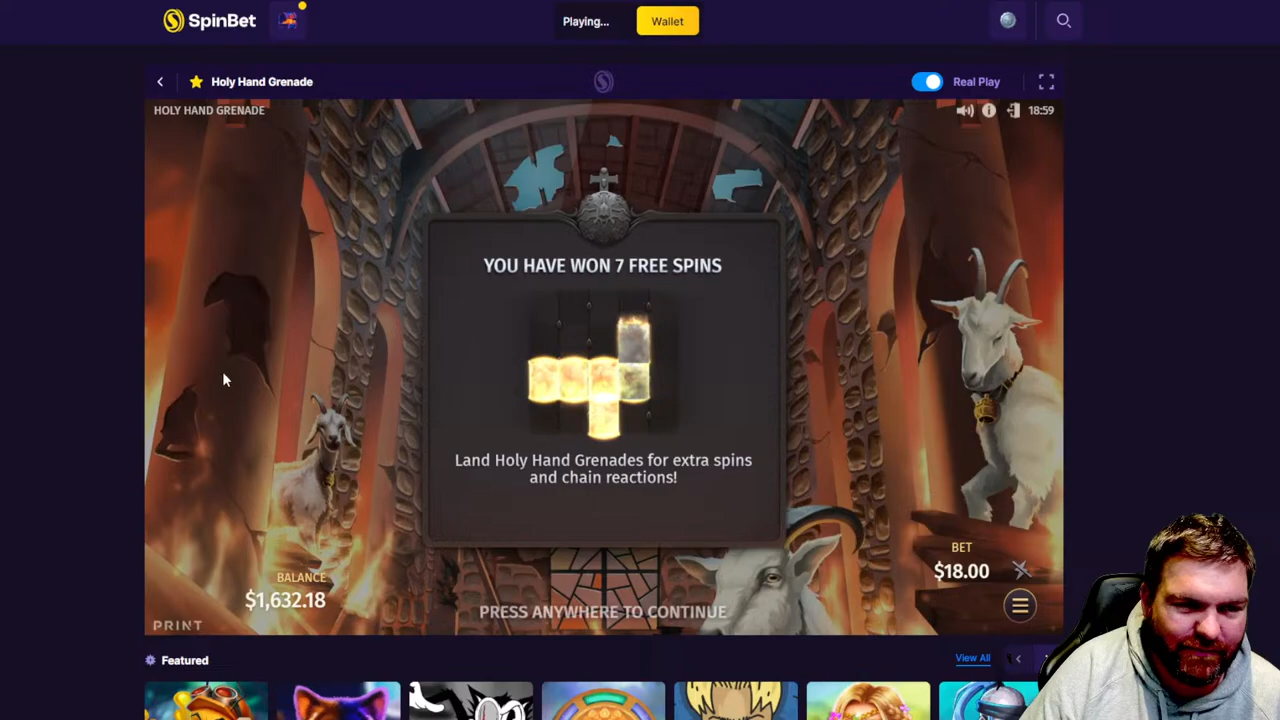 SpinBet
Playing...
Wallet
Holy Hand Grenade
Real Play
HOLY HAND GRENADE
18:59
YOU HAVE WON 7 FREE SPINS
Land Holy Hand Grenades for extra spins
and chain reactions!
BALANCE
$1,632.18
BET
$18.00
PRESS ANYWHERE TO CONTINUE
PRINT
Featured
View All